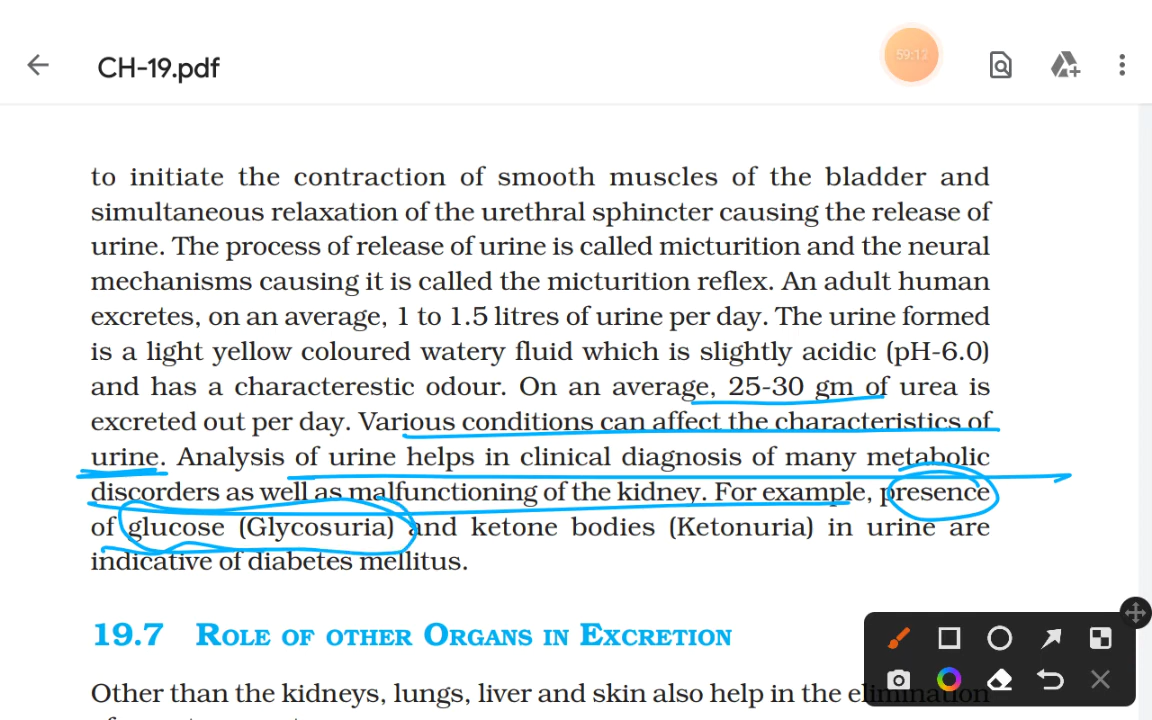 CH-19.pdf
59:12
to initiate the contraction of smooth muscles of the bladder and
simultaneous relaxation of the urethral sphincter causing the release of
urine. The process of release of urine is called micturition and the neural
mechanisms causing it is called the micturition reflex. An adult human
excretes, on an average, 1 to 1.5 litres of urine per day. The urine formed
is a light yellow coloured watery fluid which is slightly acidic (pH-6.0)
and has a characterestic odour. On an average, 25-30 gm of urea is
excreted out per day. Various conditions can affect the characteristics of
urine. Analysis of urine helps in clinical diagnosis of many metabolic
discorders as well as malfunctioning of the kidney. For example, presence
of glucose (Glycosuria) and ketone bodies (Ketonuria) in urine are
indicative of diabetes mellitus.
19.7 ROLE OF OTHER ORGANS IN EXCRETION
Other than the kidneys, lungs, liver and skin also help in the elimination